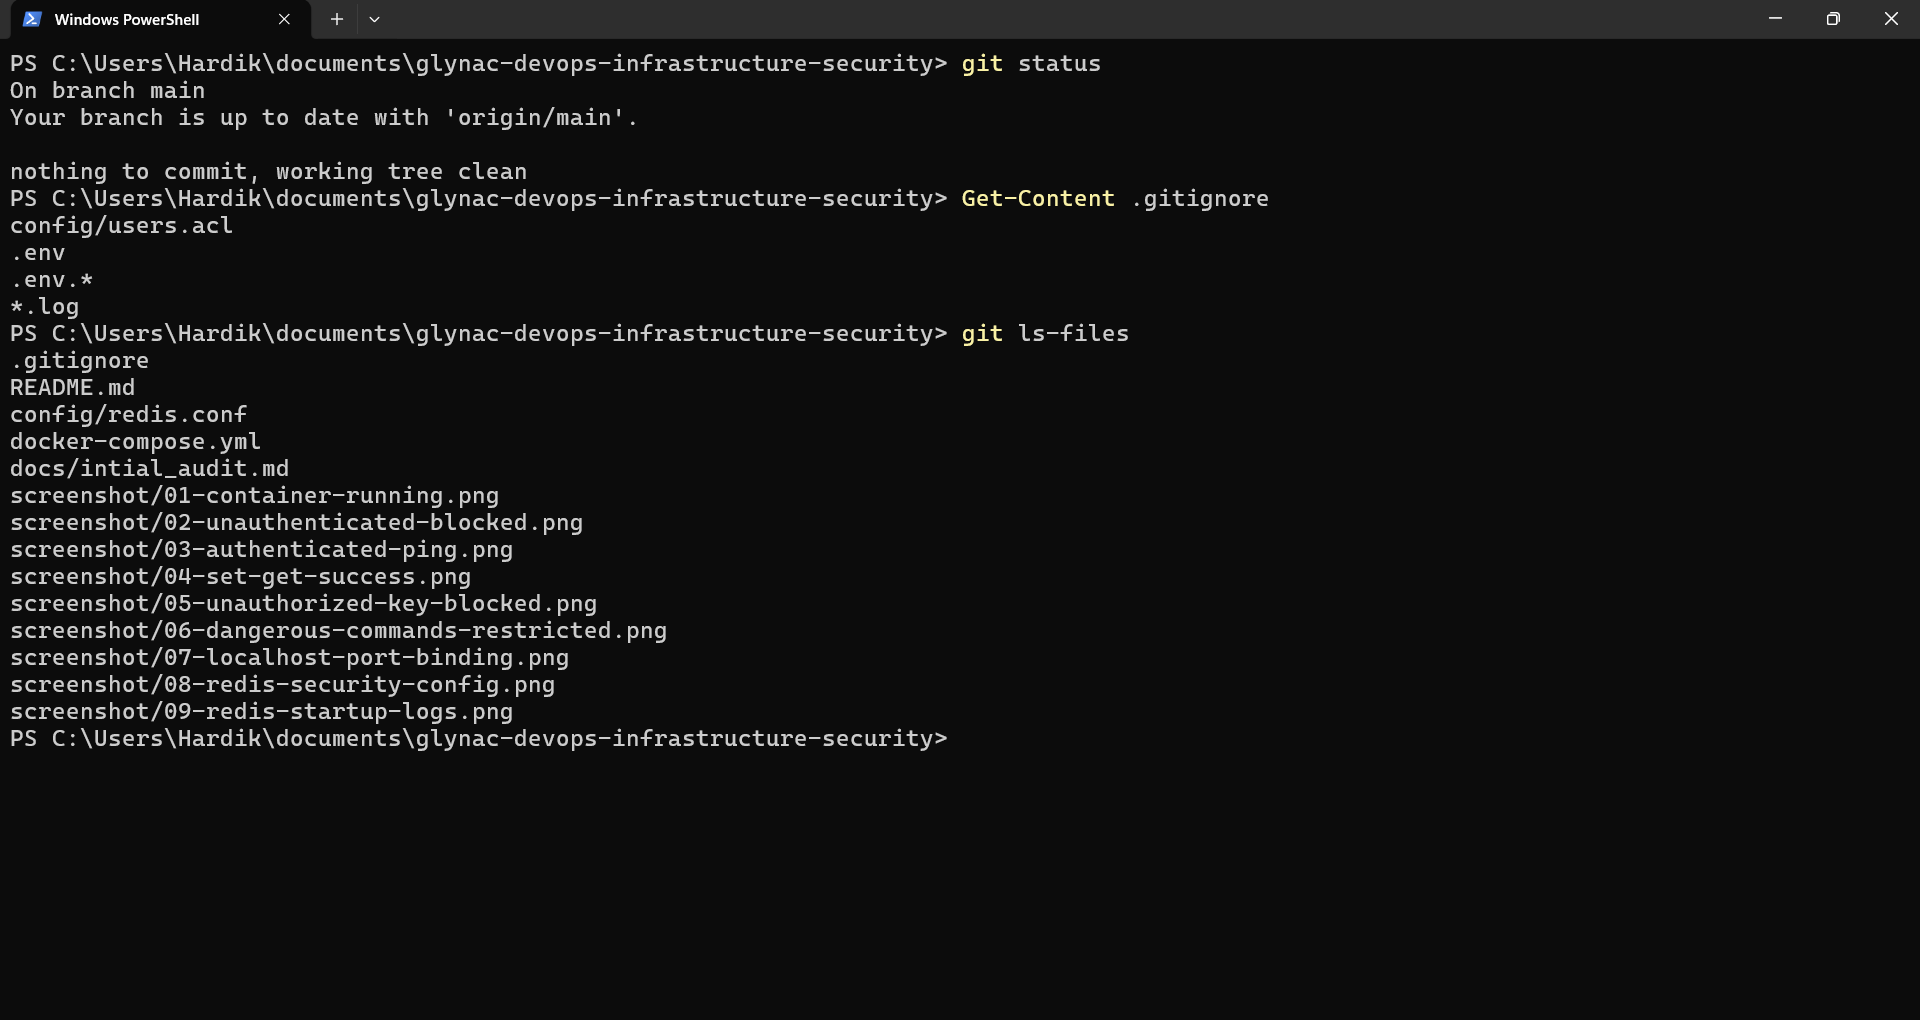 Windows PowerShell
PS C:\Users\Hardik\documents\glynac-devops-infrastructure-security> git status
On branch main
Your branch is up to date with 'origin/main'.
nothing to commit, working tree clean
PS C:\Users\Hardik\documents\glynac-devops-infrastructure-security> Get-Content .gitignore
config/users.acl
.env
.env.*
*.log
PS C:\Users\Hardik\documents\glynac-devops-infrastructure-security> git ls-files
.gitignore
README.md
config/redis.conf
docker-compose.yml
docs/intial_audit.md
screenshot/01-container-running.png
screenshot/02-unauthenticated-blocked.png
screenshot/03-authenticated-ping.png
screenshot/04-set-get-success.png
screenshot/05-unauthorized-key-blocked.png
screenshot/06-dangerous-commands-restricted.png
screenshot/07-localhost-port-binding.png
screenshot/08-redis-security-config.png
screenshot/09-redis-startup-logs.png
PS C:\Users\Hardik\documents\glynac-devops-infrastructure-security>